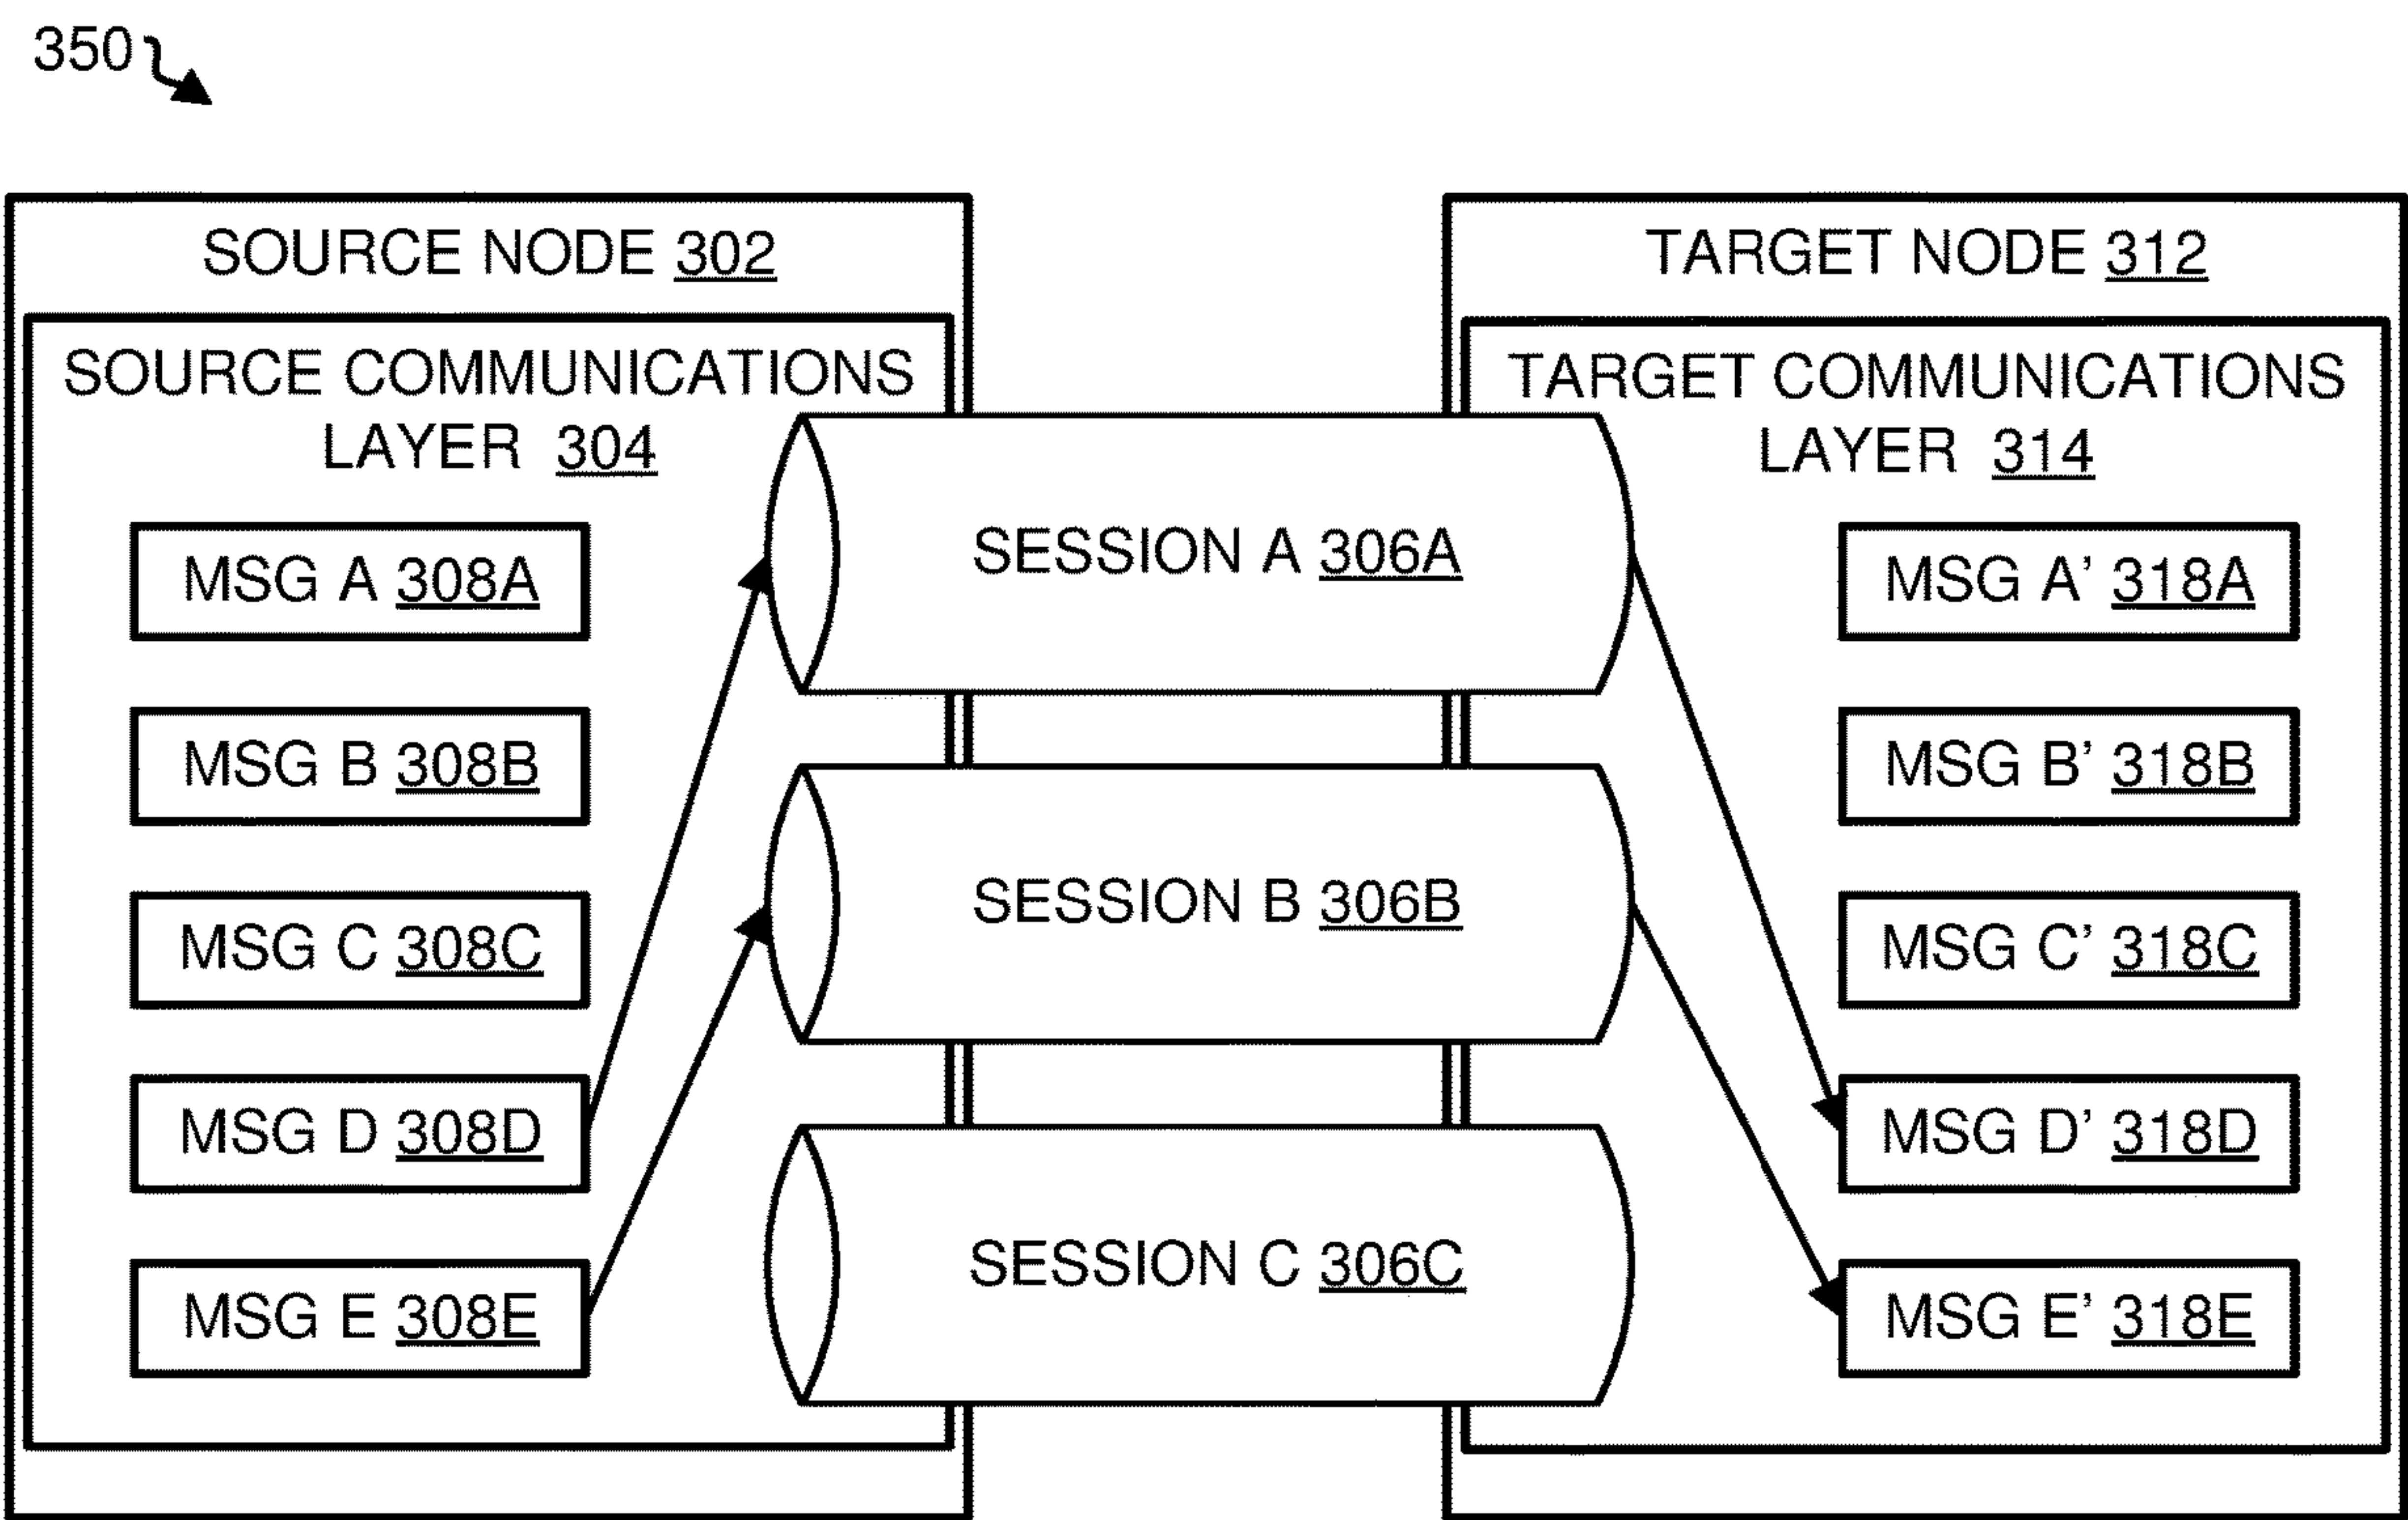 350
SOURCE NODE 302
SOURCE COMMUNICATIONS
LAYER 304
MSG A 308A
MSG B 308B
MSG C 308C
MSG D 308D
MSG E 308E
SESSION A 306A
SESSION B 306B
SESSION C 306C
TARGET NODE 312
TARGET COMMUNICATIONS
LAYER 314
MSG A' 318A
MSG B' 318B
MSG C' 318C
MSG D' 318D
MSG E' 318E